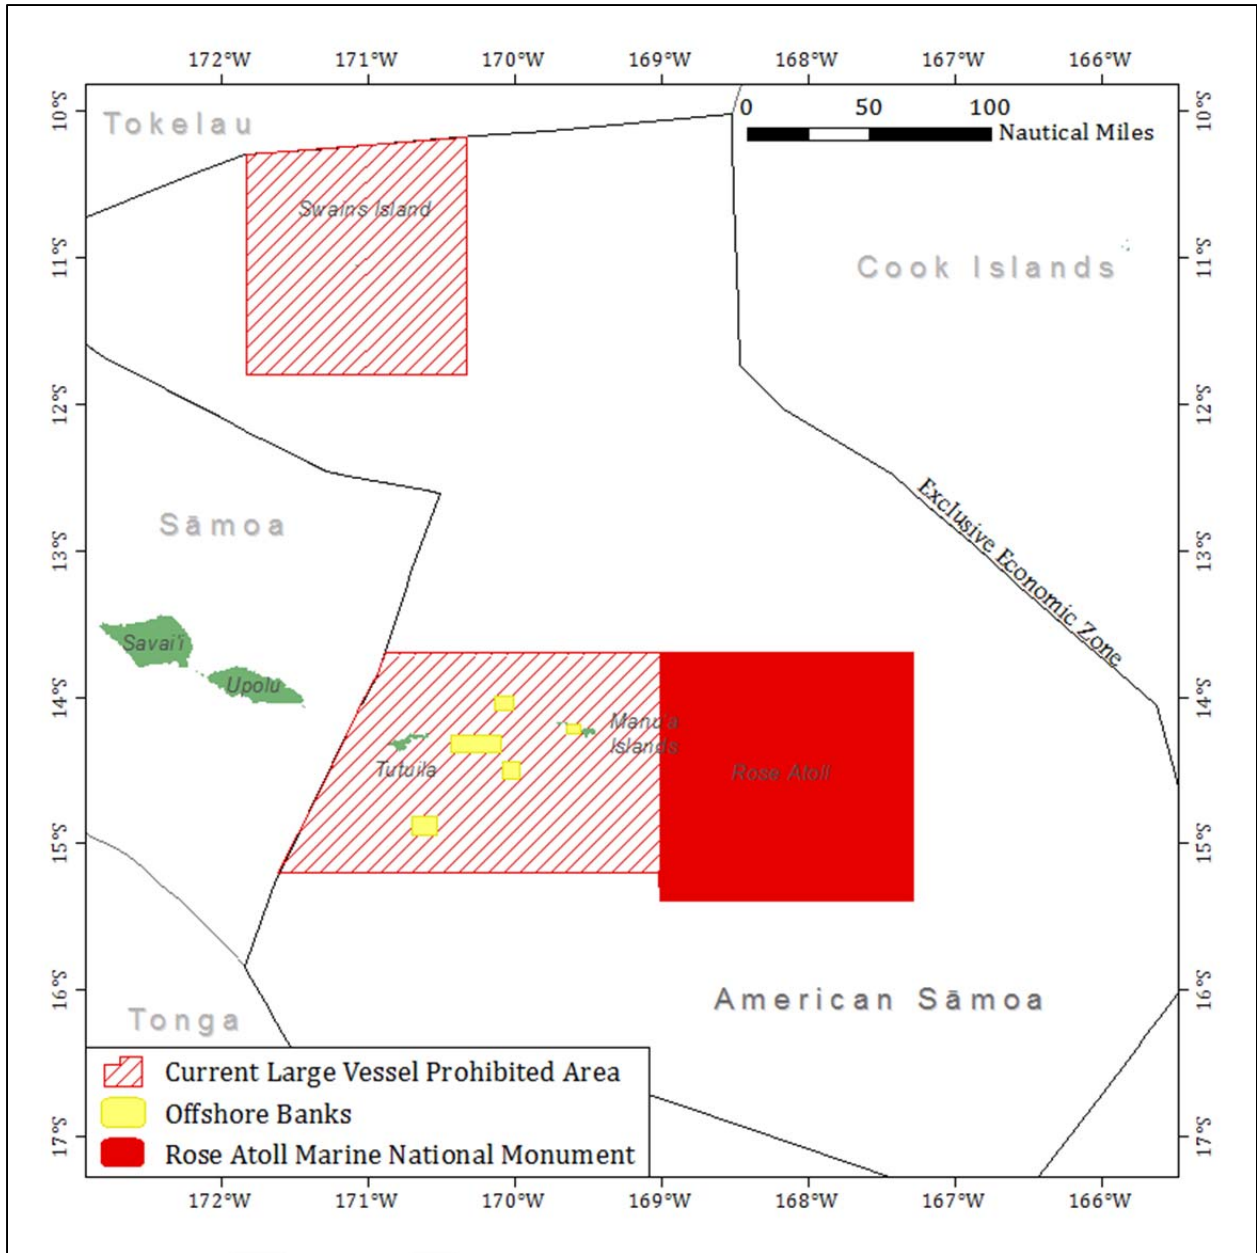 172°W 171°W 170°W 169°W 168°W 167°W 166°W
10°S
10°S
Tokelau
0 50 100
Nautical Miles
Swains Island
11°S
11°S
Cook Islands
12°S
12°S
Exclusive Economic Zone
Sāmoa
13°S
13°S
Savai'i
Upolu
14°S
14°S
Manu'a
Islands
Tutuila
Rose Atoll
15°S
15°S
16°S
16°S
American Sāmoa
Tonga
Current Large Vessel Prohibited Area
Offshore Banks
Rose Atoll Marine National Monument
17°S
17°S
172°W 171°W 170°W 169°W 168°W 167°W 166°W